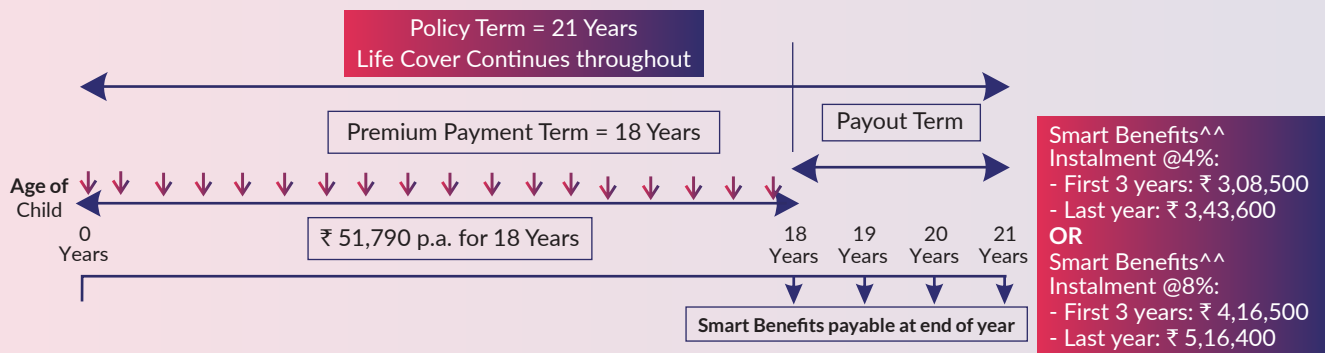 Policy Term = 21 Years
Life Cover Continues throughout
Premium Payment Term = 18 Years
Payout Term
Age of
Child
0
Years
₹ 51,790 p.a. for 18 Years
18
Years
19
Years
20
Years
21
Years
Smart Benefits payable at end of year
Smart Benefits^^
Instalment @4%:
- First 3 years: ₹ 3,08,500
- Last year: ₹ 3,43,600
OR
Smart Benefits^^
Instalment @8%:
- First 3 years: ₹ 4,16,500
- Last year: ₹ 5,16,400